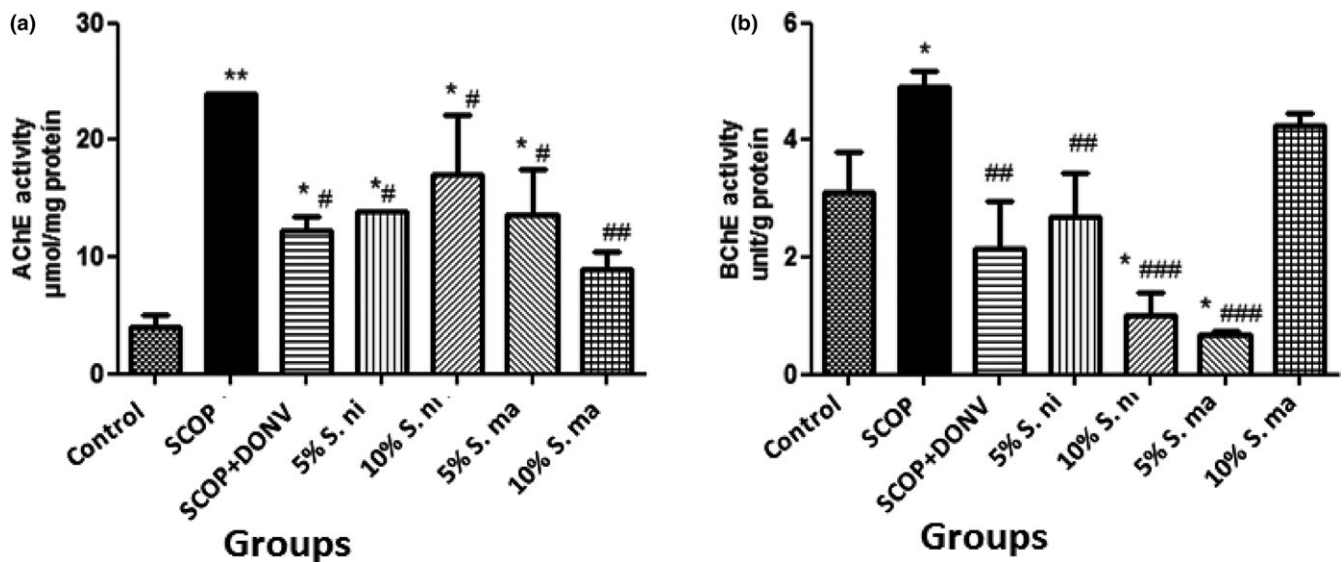 (a)
AChE activity
µmol/mg protein
30
20
10
0
**
* #
*#
* #
* #
##
Control
SCOP
SCOP+DONV
5% S. ni
10% S. ni
5% S. ma
10% S. ma
Groups
(b)
BChE activity
unit/g protein
6
4
2
0
*
##
##
* ###
* ###
Control
SCOP
SCOP+DONV
5% S. ni
10% S. ni
5% S. ma
10% S. ma
Groups